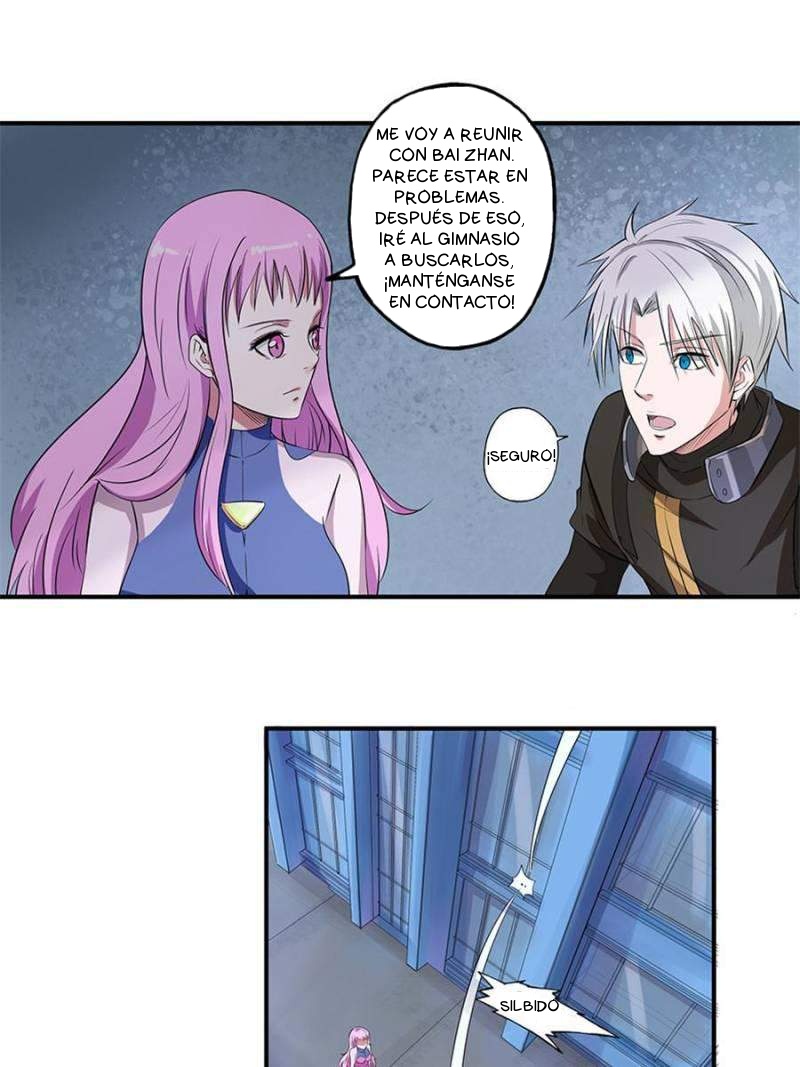 ME VOY A REUNIR
CON BAI ZHAN.
PARECE ESTAR EN
PROBLEMAS.
DESPUÉS DE ESO,
IRÉ AL GIMNASIO
A BUSCARLOS,
¡MANTÉNGANSE
EN CONTACTO!
¡SEGURO!
...
SILBIDO